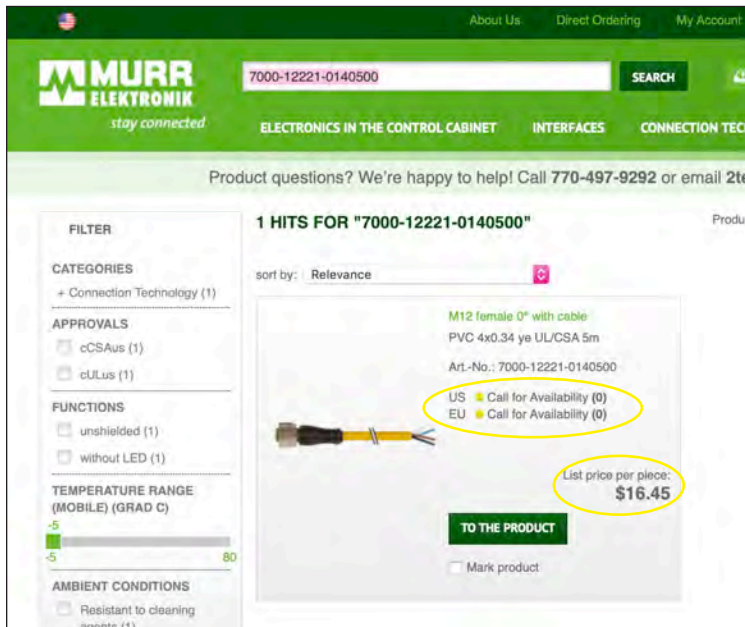 About Us Direct Ordering My Account
MURR
ELEKTRONIK
stay connected
7000-12221-0140500
SEARCH
ELECTRONICS IN THE CONTROL CABINET INTERFACES CONNECTION TEC
Product questions? We're happy to help! Call 770-497-9292 or email 2te
FILTER
CATEGORIES
+ Connection Technology (1)
APPROVALS
cCSAus (1)
cULus (1)
FUNCTIONS
unshielded (1)
without LED (1)
TEMPERATURE RANGE
(MOBILE) (GRAD C)
-5
-5 80
AMBIENT CONDITIONS
Resistant to cleaning
agents (1)
1 HITS FOR "7000-12221-0140500"
Produ
sort by: Relevance
M12 female 0° with cable
PVC 4x0.34 ye UL/CSA 5m
Art.-No.: 7000-12221-0140500
US Call for Availability (0)
EU Call for Availability (0)
List price per piece:
$16.45
TO THE PRODUCT
Mark product